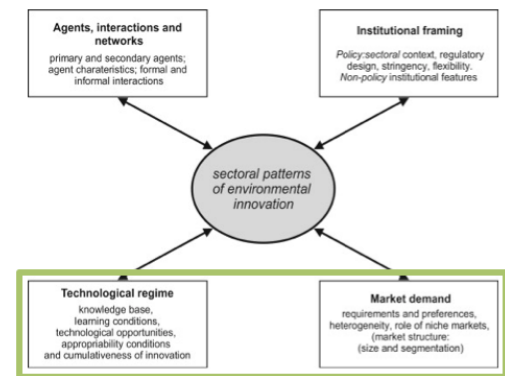 Agents, interactions and
networks
primary and secondary agents;
agent charateristics; formal and
informal interactions
Institutional framing
Policy:sectoral context, regulatory
design, stringency, flexibility.
Non-policy institutional features
sectoral patterns
of environmental
innovation
Technological regime
knowledge base,
learning conditions,
technological opportunities,
appropriability conditions
and cumulativeness of innovation
Market demand
requirements and preferences,
heterogeneity, role of niche markets,
(market structure:
(size and segmentation)